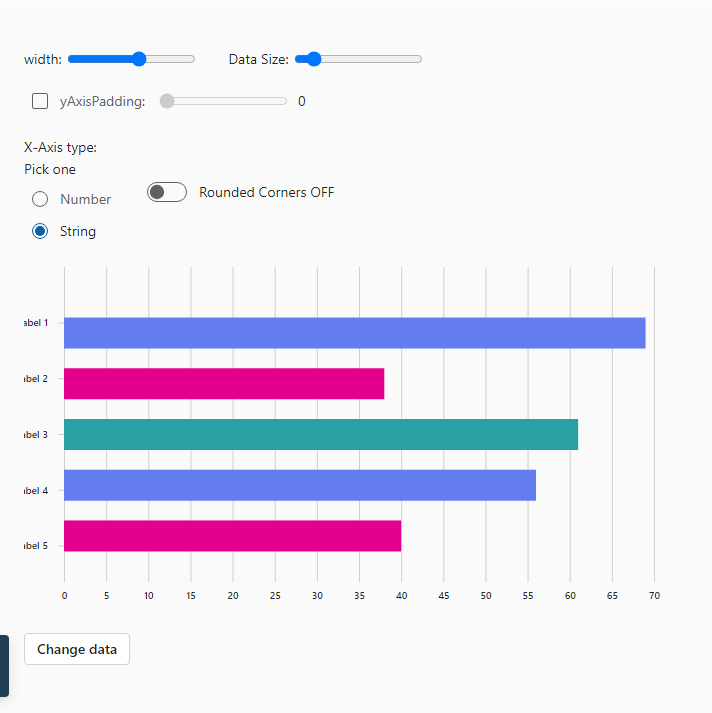 width: Data Size:
yAxisPadding: 0
X-Axis type:
Pick one
Number
Rounded Corners OFF
String
abel 1
abel 2
abel 3
abel 4
abel 5
0 5 10 15 20 25 30 35 40 45 50 55 60 65 70
Change data